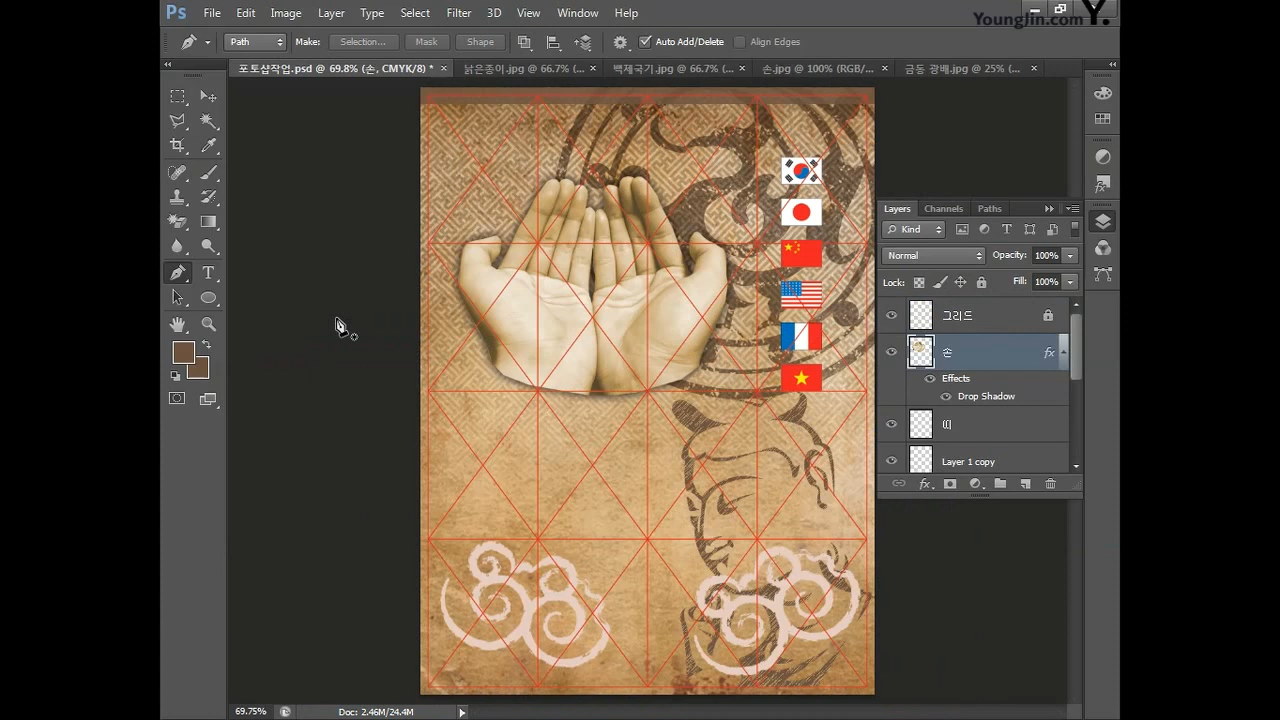 Ps File Edit Image Layer Type Select Filter 3D View Window Help
YoungJin.com Y.
Path Make: Selection... Mask Shape Auto Add/Delete Align Edges
포토샵작업.psd @ 69.8% (손, CMYK/8) * × 낡은종이.jpg @ 66.7% (... × 백제국기.jpg @ 66.7% (... × 손.jpg @ 100% (RGB/... × 금동 광배.jpg @ 25% (... ×
Layers Channels Paths
Kind
Normal Opacity: 100%
Lock: Fill: 100%
그리드
손 fx
Effects
Drop Shadow
띠
Layer 1 copy
69.75% Doc: 2.46M/24.4M